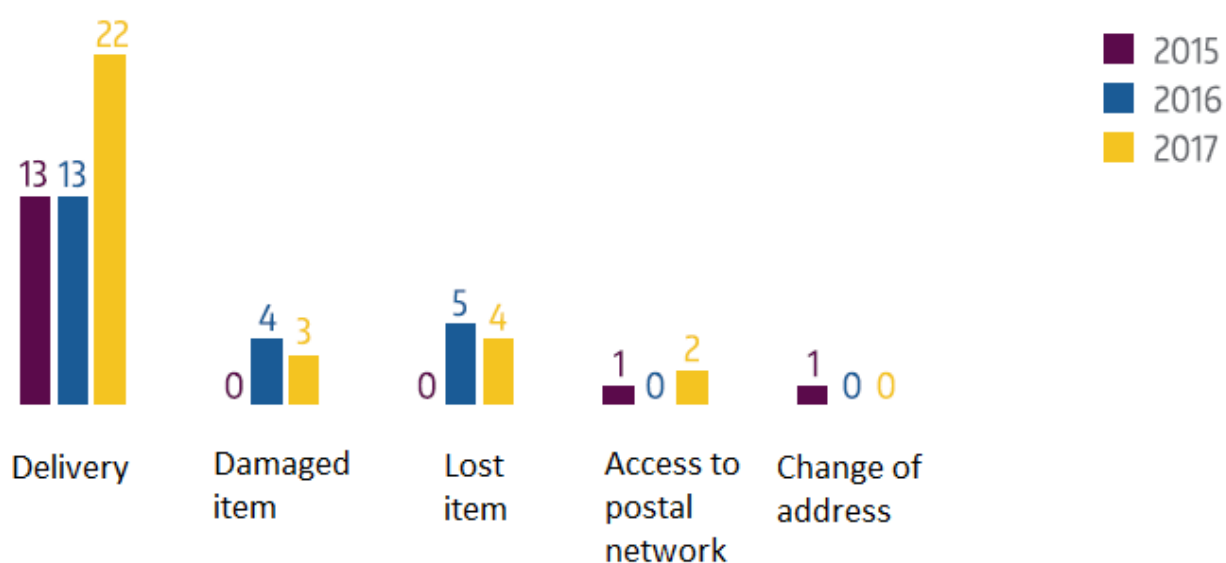 22
2015
2016
2017
13 13
4 3
0
5 4
0
1 0 2
1 0 0
Delivery
Damaged
item
Lost
item
Access to
postal
network
Change of
address